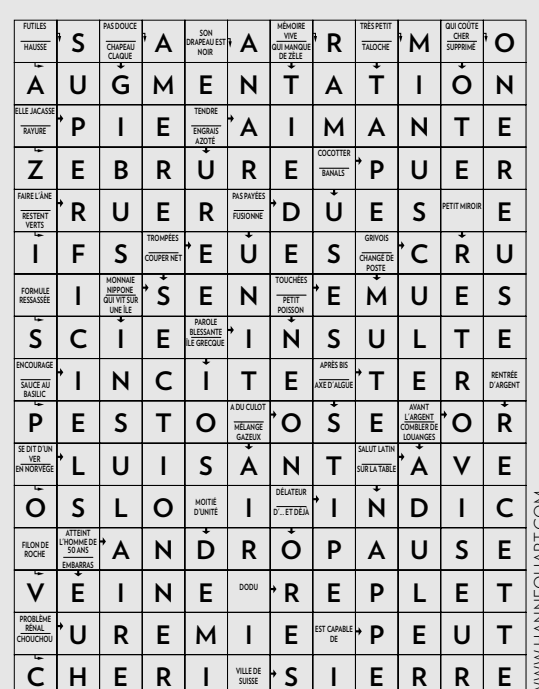 FUTILES
HAUSSE
S
PAS DOUCE
CHAPEAU
CLAQUE
A
SON
DRAPEAU EST
NOIR
A
MÉMOIRE
VIVE
QUI MANQUE
DE ZÈLE
R
TRÈS PETIT
TALOCHE
M
QUI COÛTE
CHER
SUPPRIMÉ
O
A U G M E N T A T I O N
ELLE JACASSE
RAYURE
P I E
TENDRE
ENGRAIS
AZOTÉ
A I M A N T E
Z E B R U R E
COCOTTER
BANALS
P U E R
FAIRE L'ÂNE
RESTENT
VERTS
R U E R
PAS PAYÉES
FUSIONNE
D U E S
PETIT MIROIR
E
I F S
TROMPÉES
COUPER NET
E U E S
GRIVOIS
CHANGE DE
POSTE
C R U
FORMULE
RESSASSÉE
I
MONNAIE
NIPPONE
QUI VIT SUR
UNE ÎLE
S E N
TOUCHÉES
PETIT
POISSON
E M U E S
S C I E
PAROLE
BLESSANTE
ÎLE GRECQUE
I N S U L T E
ENCOURAGE
SAUCE AU
BASILIC
I N C I T E
APRÈS BIS
AXE D'ALGUE
T E R
RENTRÉE
D'ARGENT
P E S T O
A DU CULOT
MÉLANGE
GAZEUX
O S E
AVANT
L'ARGENT
COMBLER DE
LOUANGES
O R
SE DIT D'UN
VER
EN NORVÈGE
L U I S A N T
SALUT LATIN
SUR LA TABLE
A V E
O S L O
MOITIÉ
D'UNITÉ
I
DÉLATEUR
D'... ET DÉJÀ
I N D I C
FILON DE
ROCHE
ATTEINT
L'HOMME DE
50 ANS
EMBARRAS
A N D R O P A U S E
V E I N E
DODU
R E P L E T
PROBLÈME
RÉNAL
CHOUCHOU
U R E M I E
EST CAPABLE
DE
P E U T
C H E R I
VILLE DE
SUISSE
S I E R R E
WWW.HANNEQUART.COM